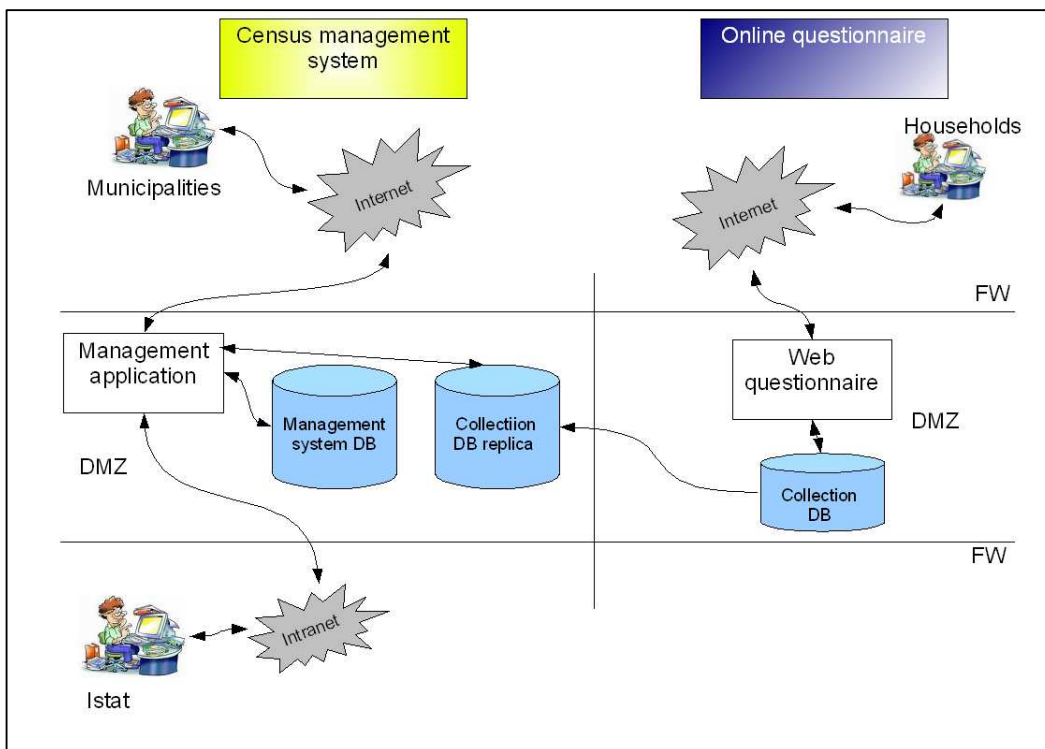 Census management
system
Online questionnaire
Households
Municipalities
Internet
Internet
FW
Management
application
Web
questionnaire
Management
system DB
Collectiion
DB replica
DMZ
DMZ
Collection
DB
FW
Intranet
Istat